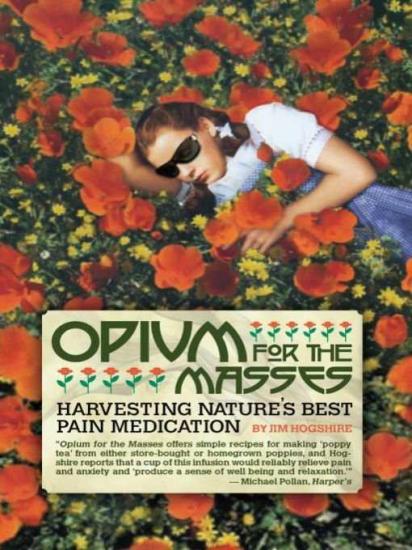 OPIUM FOR THE
MASSES
HARVESTING NATURE'S BEST
PAIN MEDICATION BY JIM HOGSHIRE
"Opium for the Masses offers simple recipes for making 'poppy
tea' from either store-bought or homegrown poppies, and Hog-
shire reports that a cup of this infusion would reliably relieve pain
and anxiety and 'produce a sense of well being and relaxation.'"
— Michael Pollan, Harper's